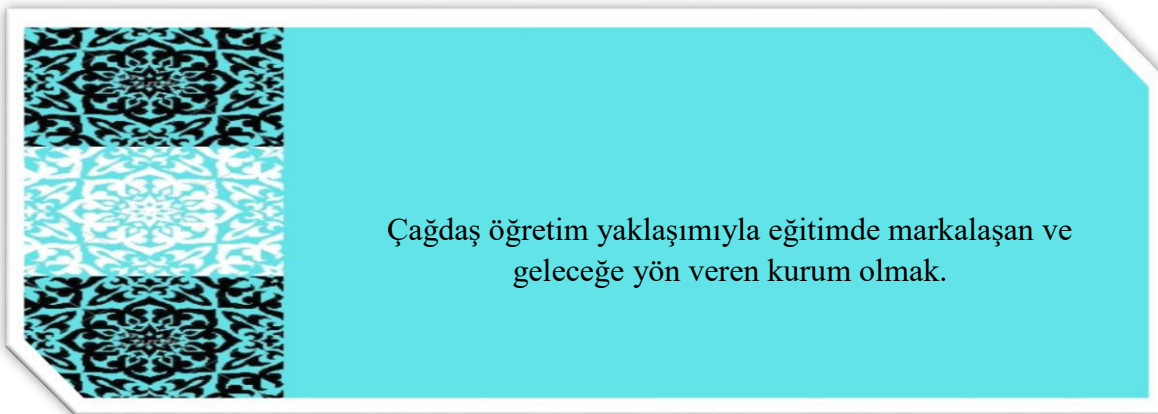 Çağdaş öğretim yaklaşımıyla eğitimde markalaşan ve
geleceğe yön veren kurum olmak.